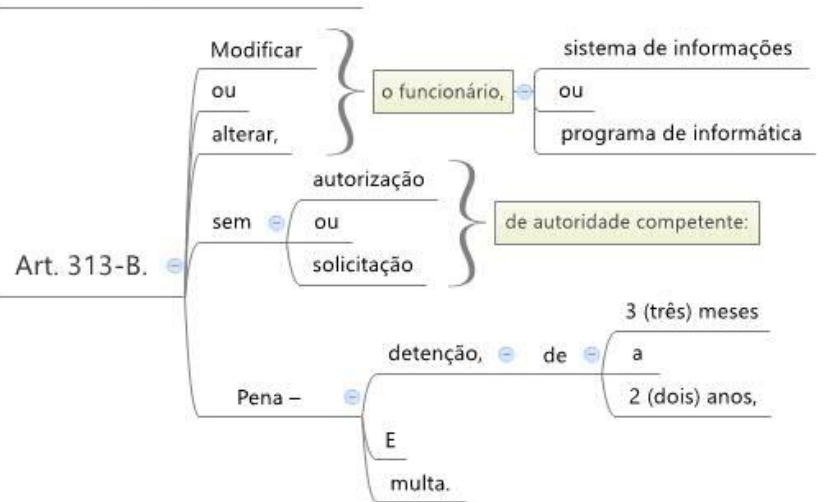 Art. 313-B.
Modificar
ou
alterar,
o funcionário,
sistema de informações
ou
programa de informática
sem
autorização
ou
solicitação
de autoridade competente:
Pena –
detenção,
de
3 (três) meses
a
2 (dois) anos,
E
multa.